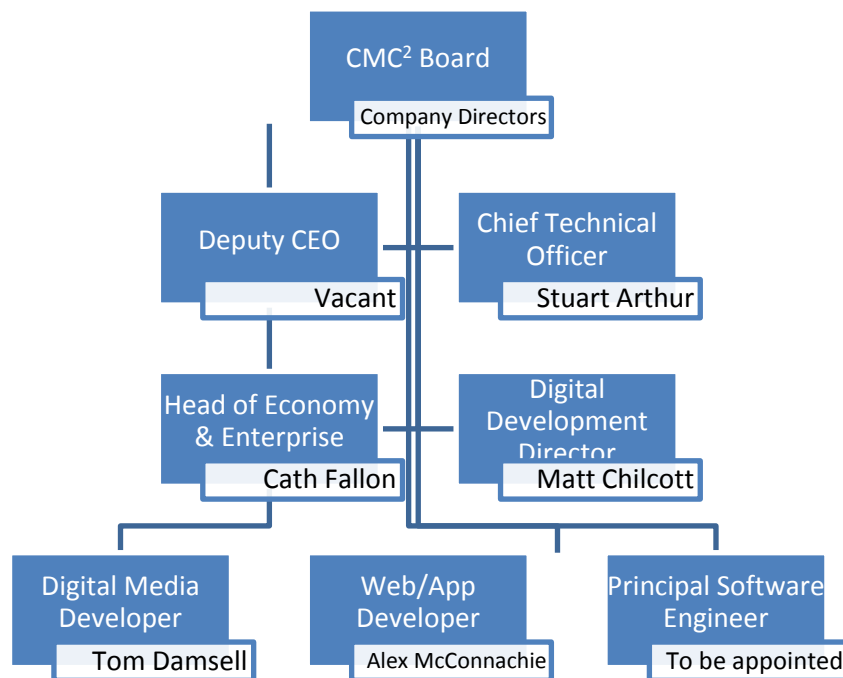 CMC² Board
Company Directors
Deputy CEO
Vacant
Chief Technical
Officer
Stuart Arthur
Head of Economy
& Enterprise
Cath Fallon
Digital
Development
Director
Matt Chilcott
Digital Media
Developer
Tom Damsell
Web/App
Developer
Alex McConnachie
Principal Software
Engineer
To be appointed